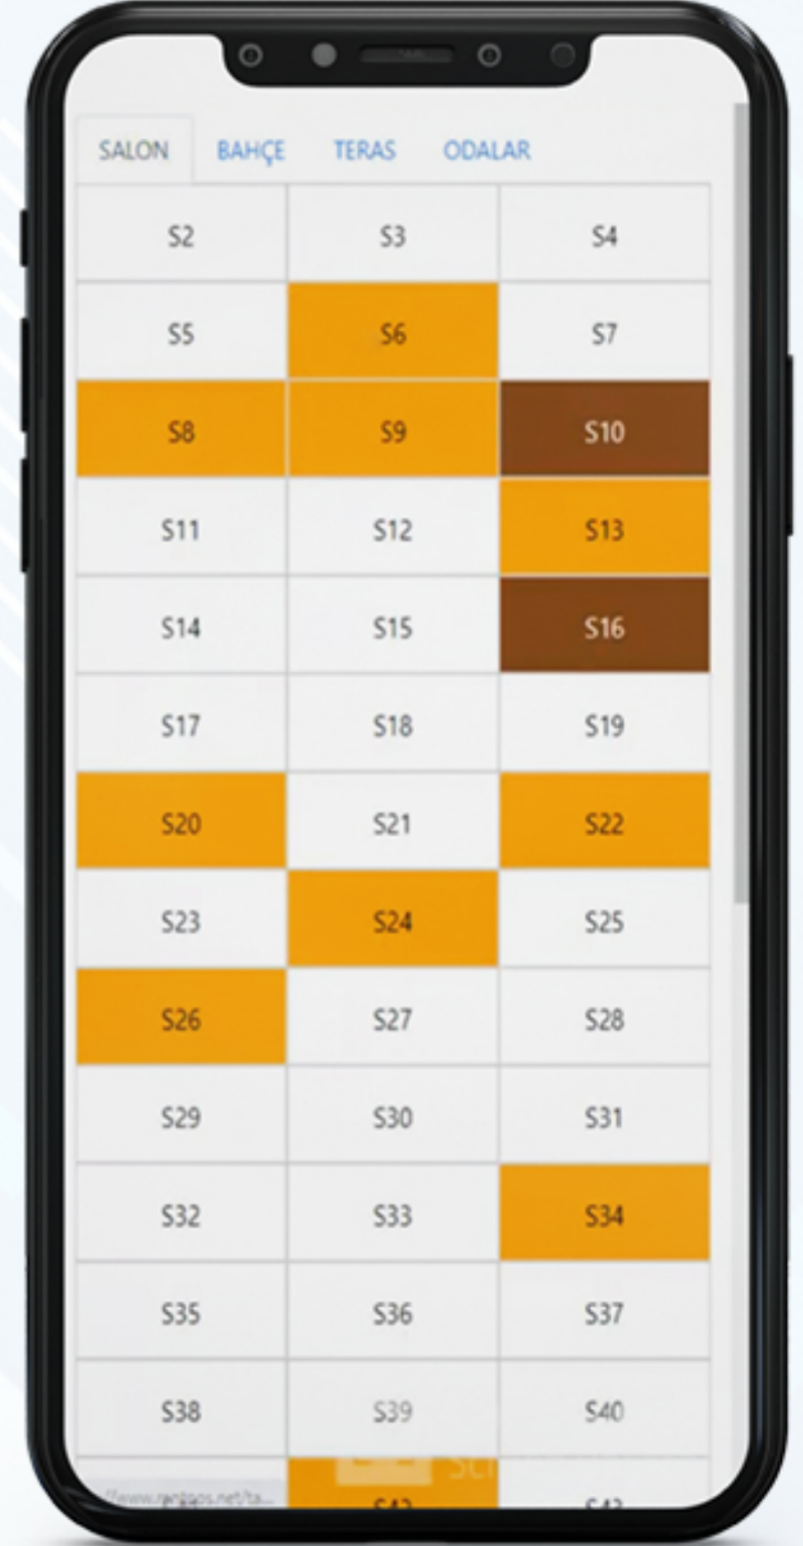 SALON BAHÇE TERAS ODALAR
S2 S3 S4
S5 S6 S7
S8 S9 S10
S11 S12 S13
S14 S15 S16
S17 S18 S19
S20 S21 S22
S23 S24 S25
S26 S27 S28
S29 S30 S31
S32 S33 S34
S35 S36 S37
S38 S39 S40
S42 S43